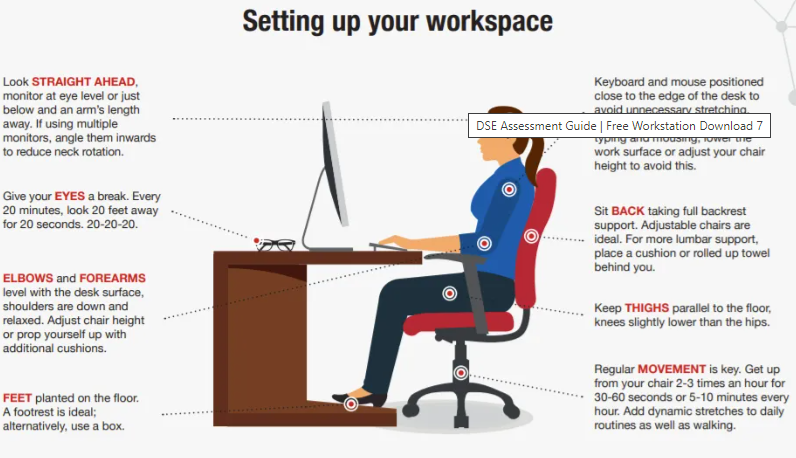 Setting up your workspace
Look STRAIGHT AHEAD,
monitor at eye level or just
below and an arm's length
away. If using multiple
monitors, angle them inwards
to reduce neck rotation.
Give your EYES a break. Every
20 minutes, look 20 feet away
for 20 seconds. 20-20-20.
ELBOWS and FOREARMS
level with the desk surface,
shoulders are down and
relaxed. Adjust chair height
or prop yourself up with
additional cushions.
FEET planted on the floor.
A footrest is ideal;
alternatively, use a box.
Keyboard and mouse positioned
close to the edge of the desk to
avoid unnecessary stretching.
DSE Assessment Guide | Free Workstation Download 7
typing and mousing, lower the
work surface or adjust your chair
height to avoid this.
Sit BACK taking full backrest
support. Adjustable chairs are
ideal. For more lumbar support,
place a cushion or rolled up towel
behind you.
Keep THIGHS parallel to the floor,
knees slightly lower than the hips.
Regular MOVEMENT is key. Get up
from your chair 2-3 times an hour for
30-60 seconds or 5-10 minutes every
hour. Add dynamic stretches to daily
routines as well as walking.